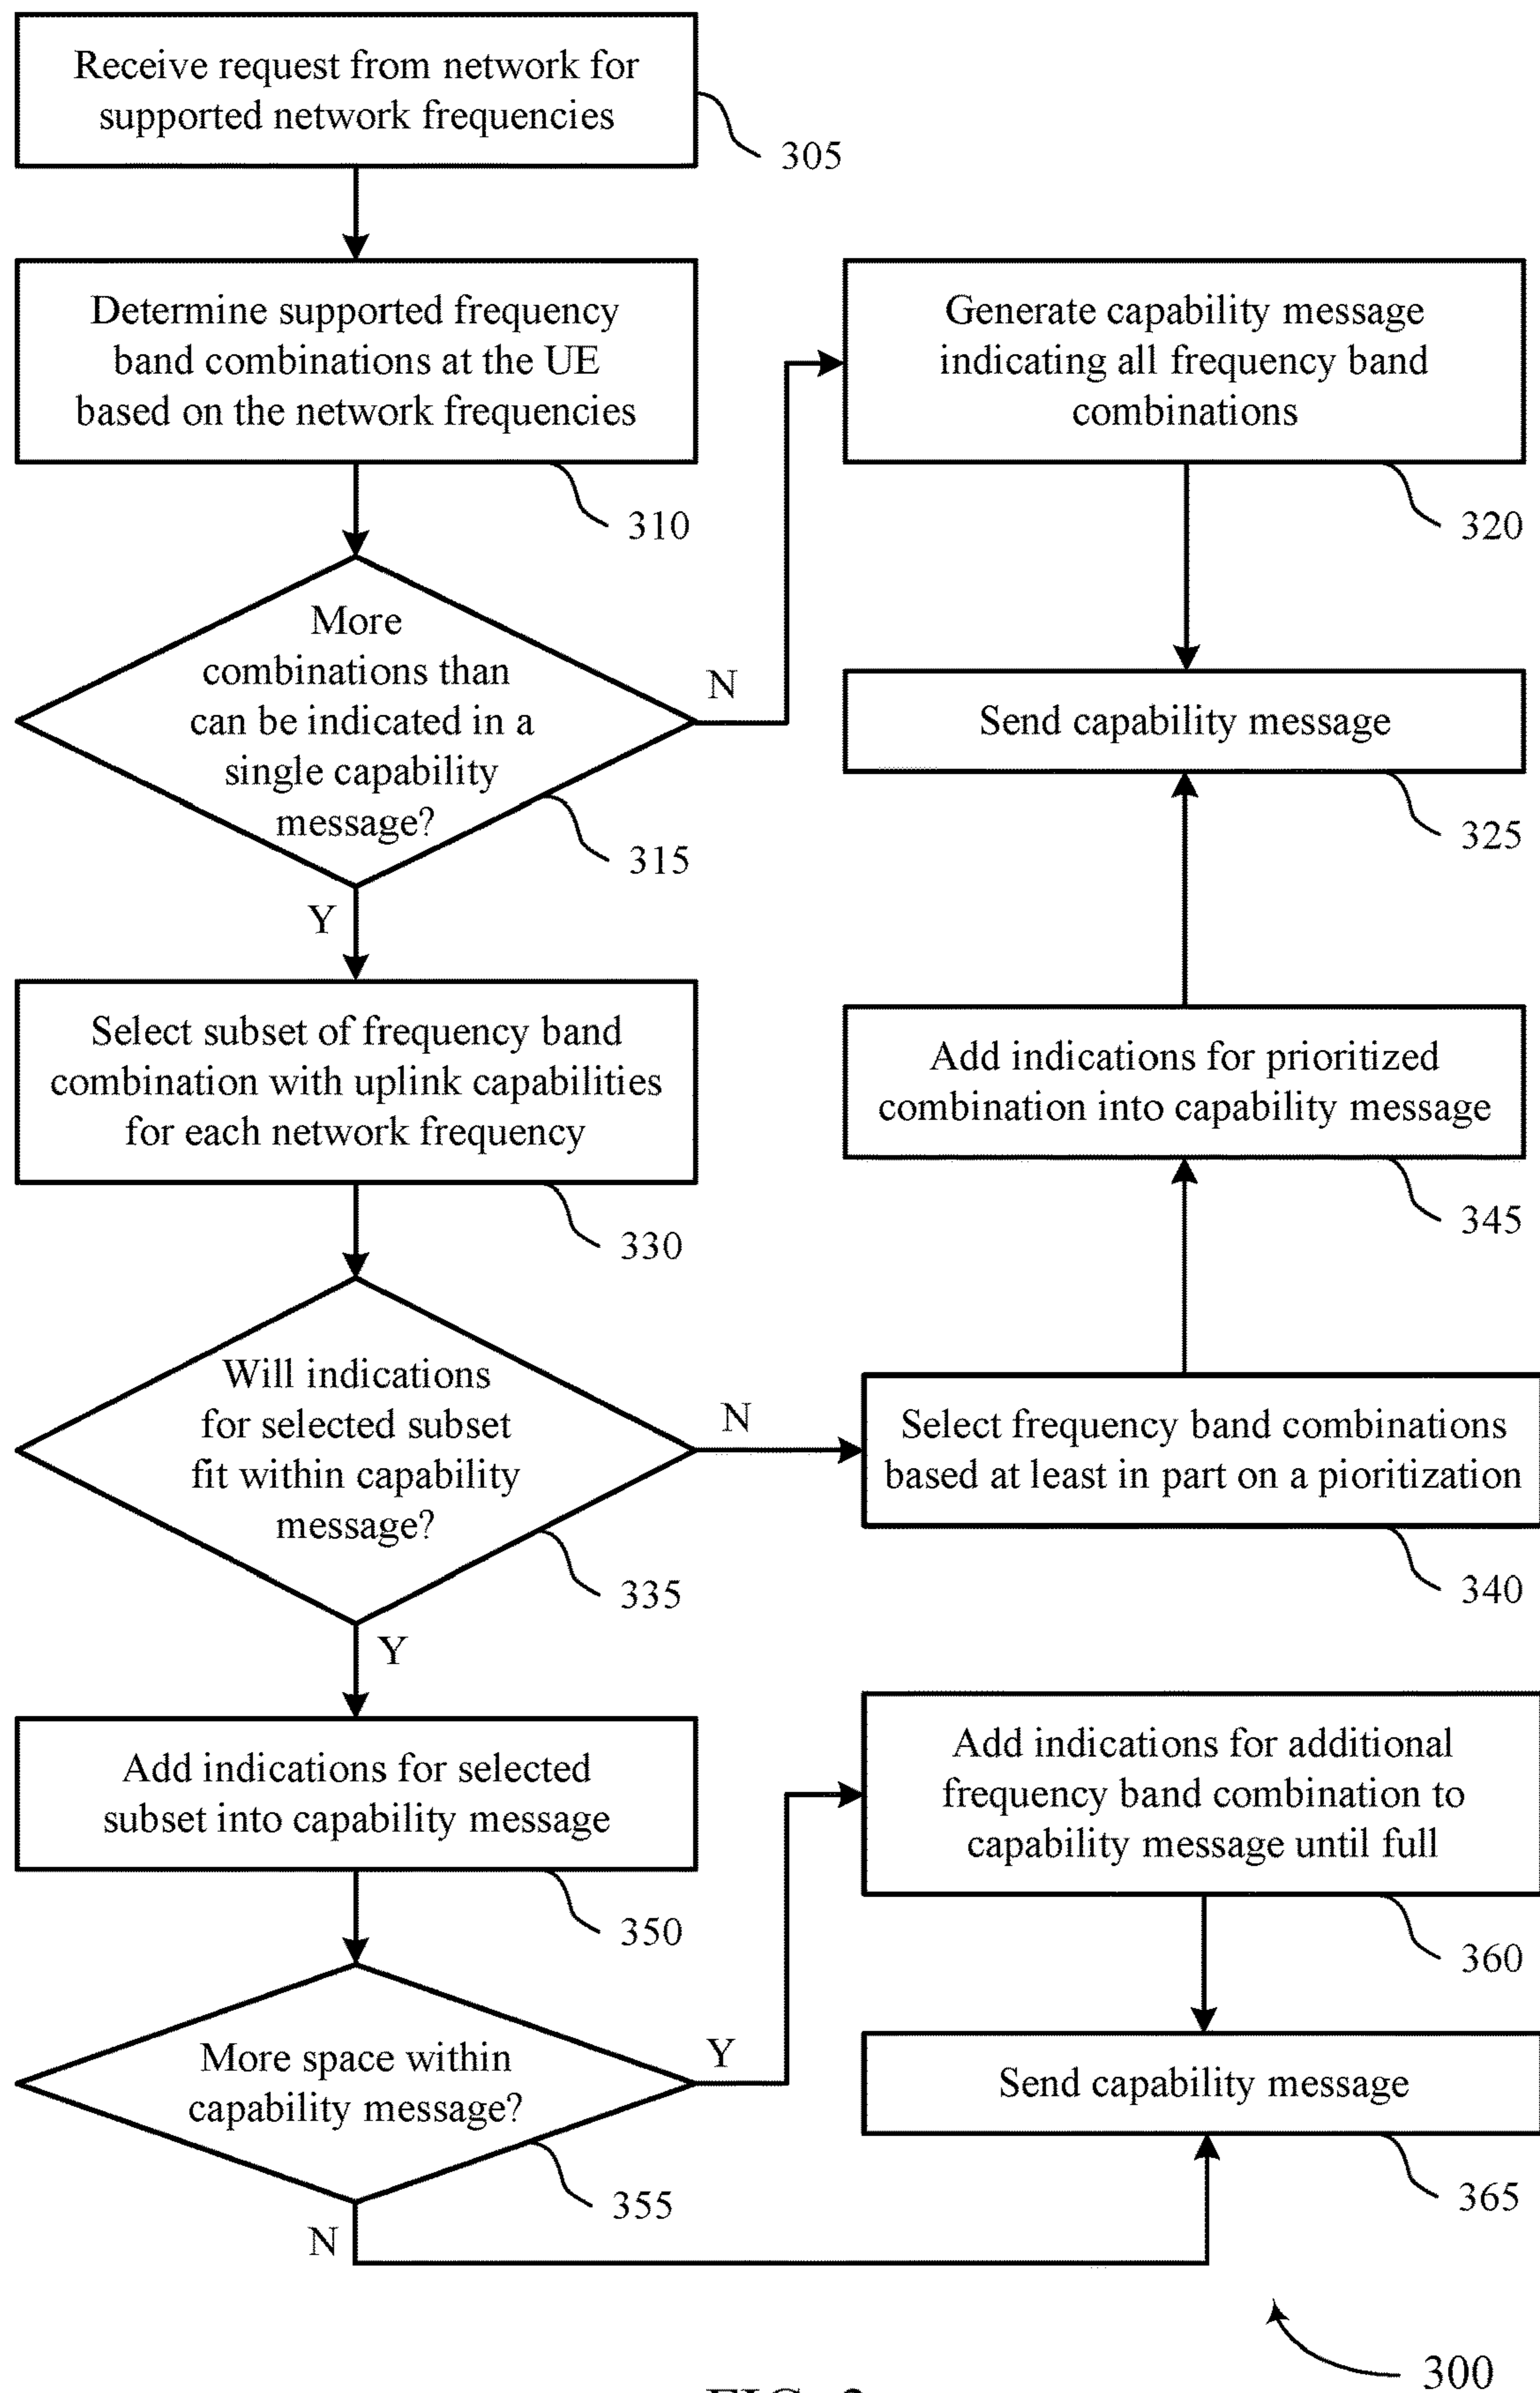 Receive request from network for
supported network frequencies
305
Determine supported frequency
band combinations at the UE
based on the network frequencies
310
Generate capability message
indicating all frequency band
combinations
320
More
combinations than
can be indicated in a
single capability
message?
315
N
Y
Send capability message
325
Select subset of frequency band
combination with uplink capabilities
for each network frequency
330
Add indications for prioritized
combination into capability message
345
Will indications
for selected subset
fit within capability
message?
335
N
Y
Select frequency band combinations
based at least in part on a pioritization
340
Add indications for selected
subset into capability message
350
Add indications for additional
frequency band combination to
capability message until full
360
More space within
capability message?
355
Y
N
Send capability message
365
300